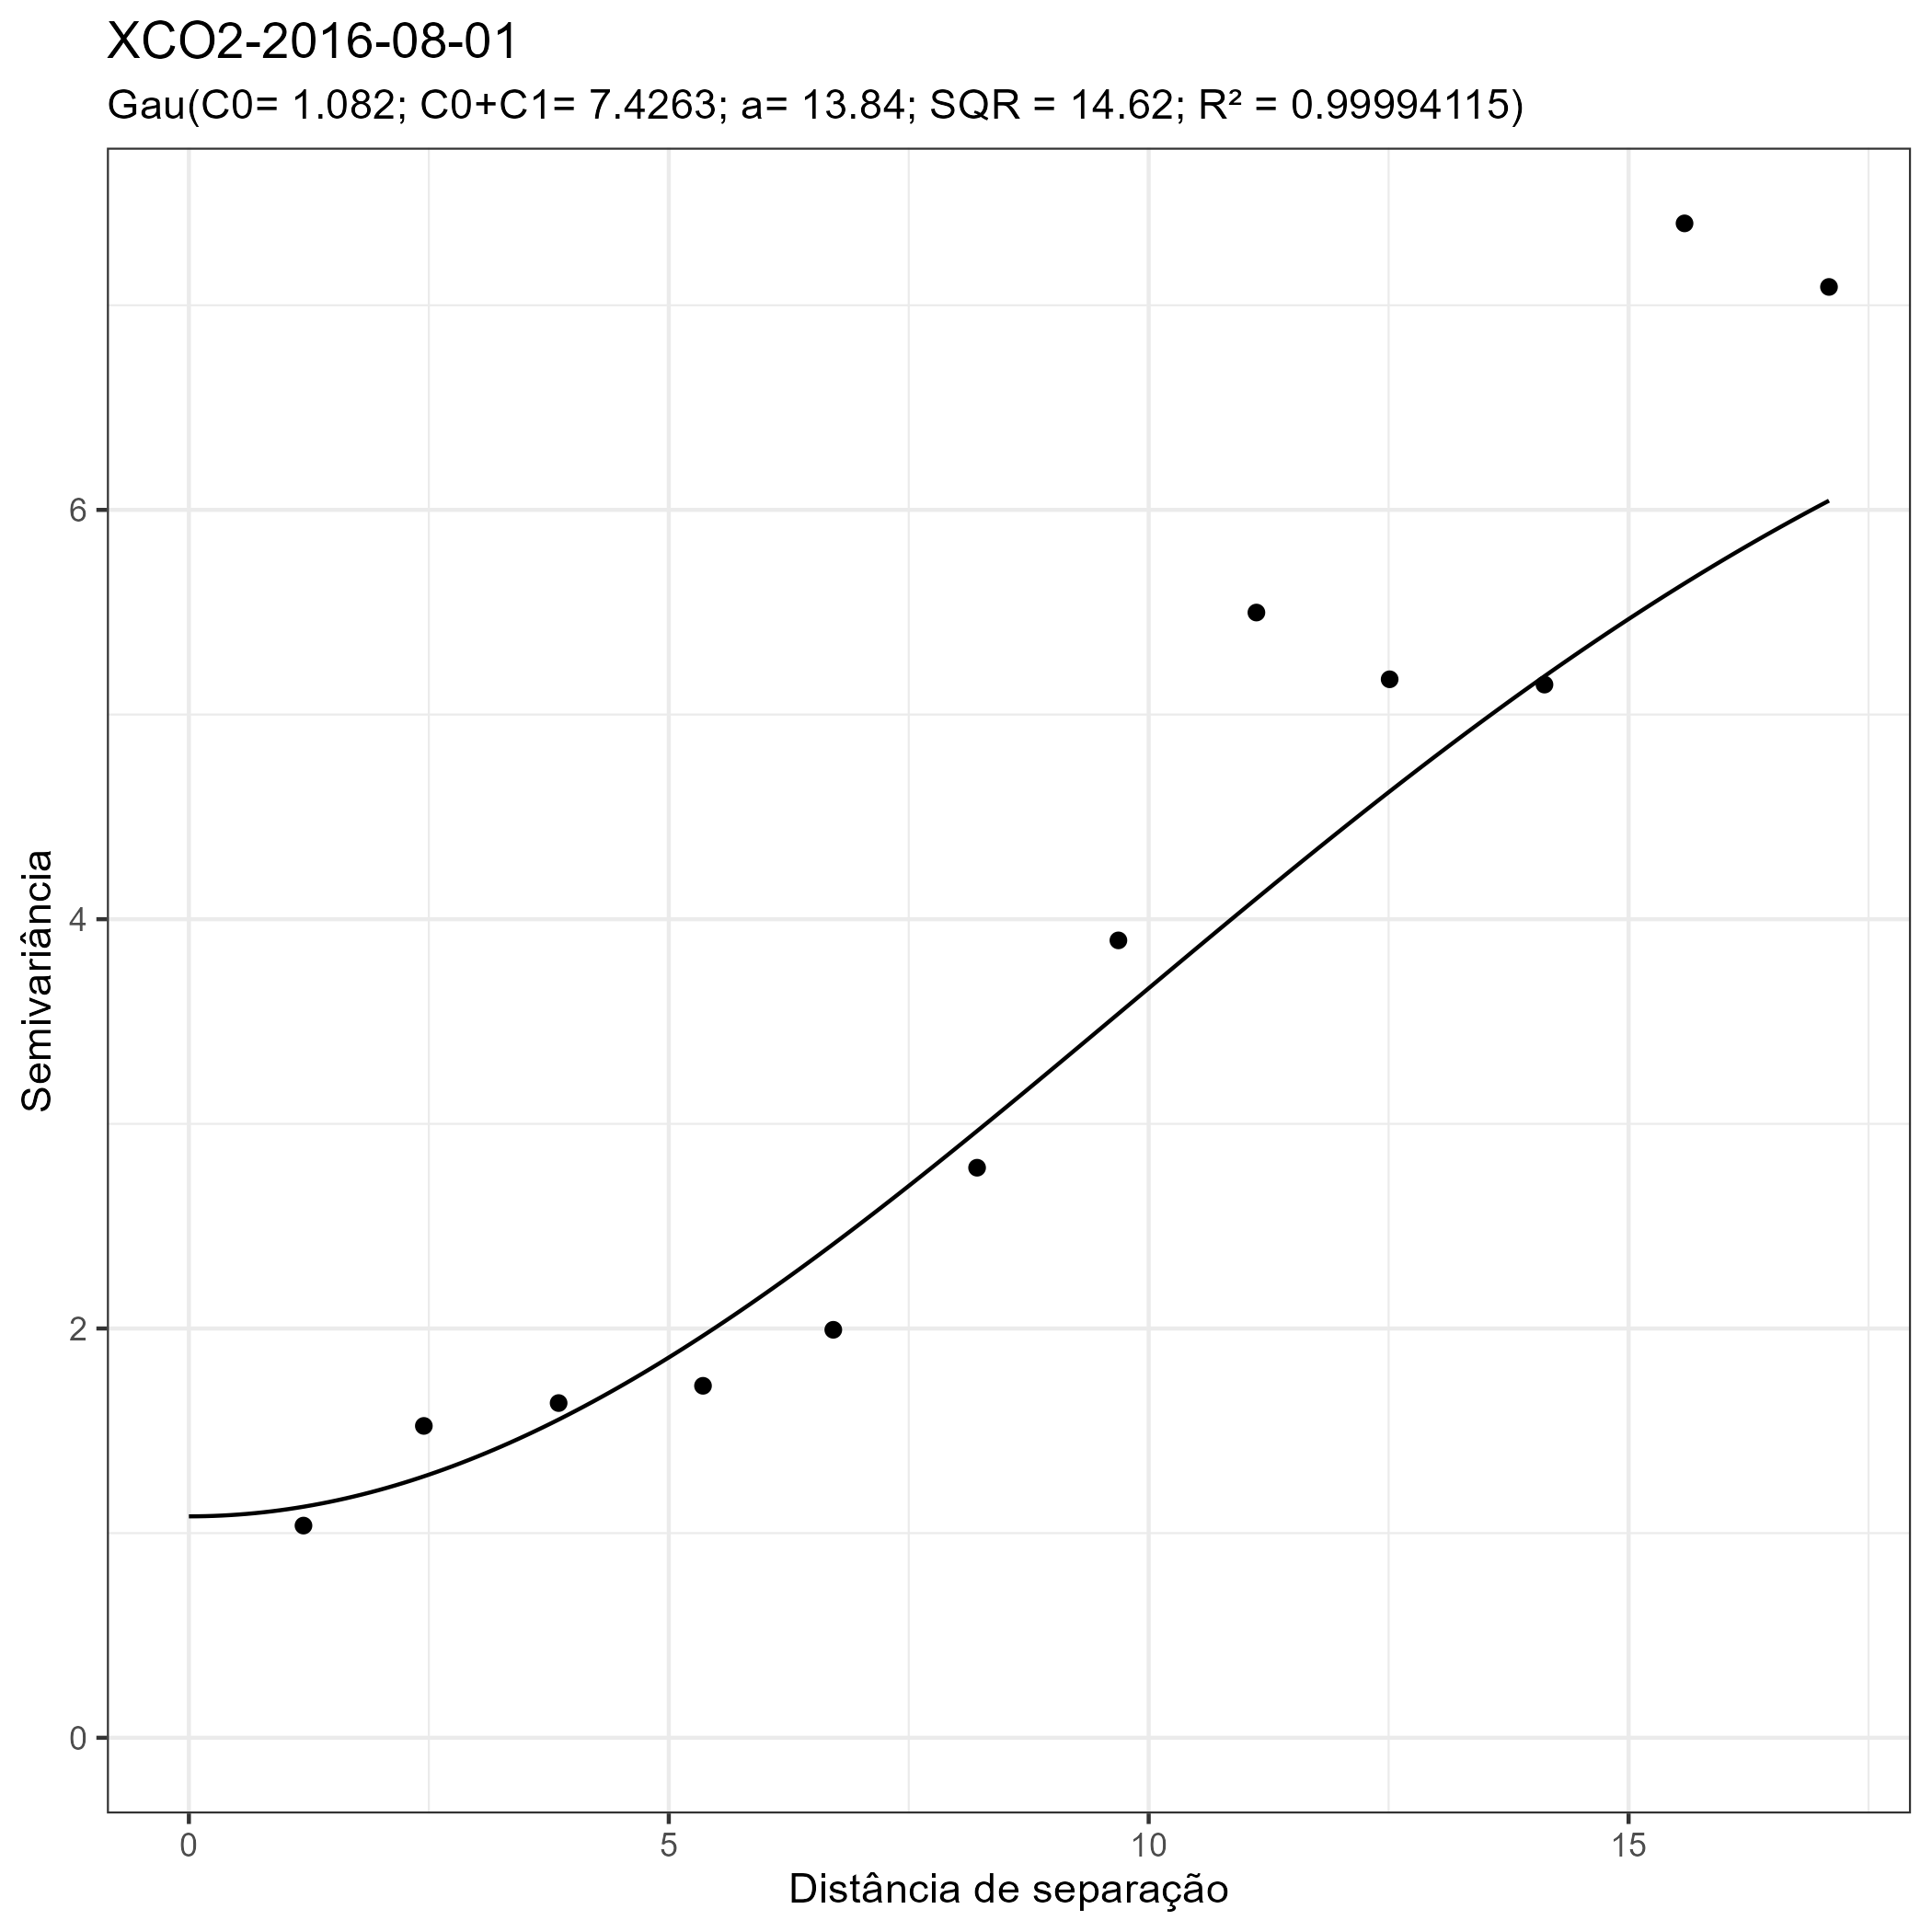 XCO2-2016-08-01
Gau(C0= 1.082; C0+C1= 7.4263; a= 13.84; SQR = 14.62; R² = 0.99994115)
Semivariância
6
4
2
0
0 5 10 15
Distância de separação